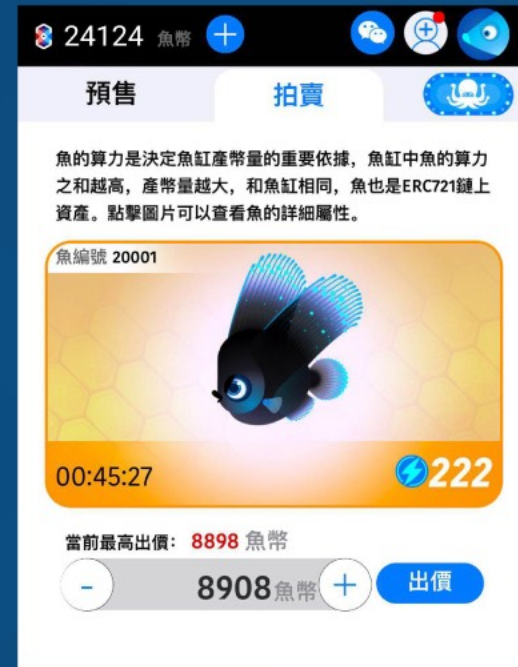 24124 魚幣 +
預售 拍賣
魚的算力是決定魚缸產幣量的重要依據，魚缸中魚的算力
之和越高，產幣量越大，和魚缸相同，魚也是ERC721鏈上
資產。點擊圖片可以查看魚的詳細屬性。
魚編號 20001
00:45:27 222
當前最高出價： 8898 魚幣
- 8908魚幣 + 出價